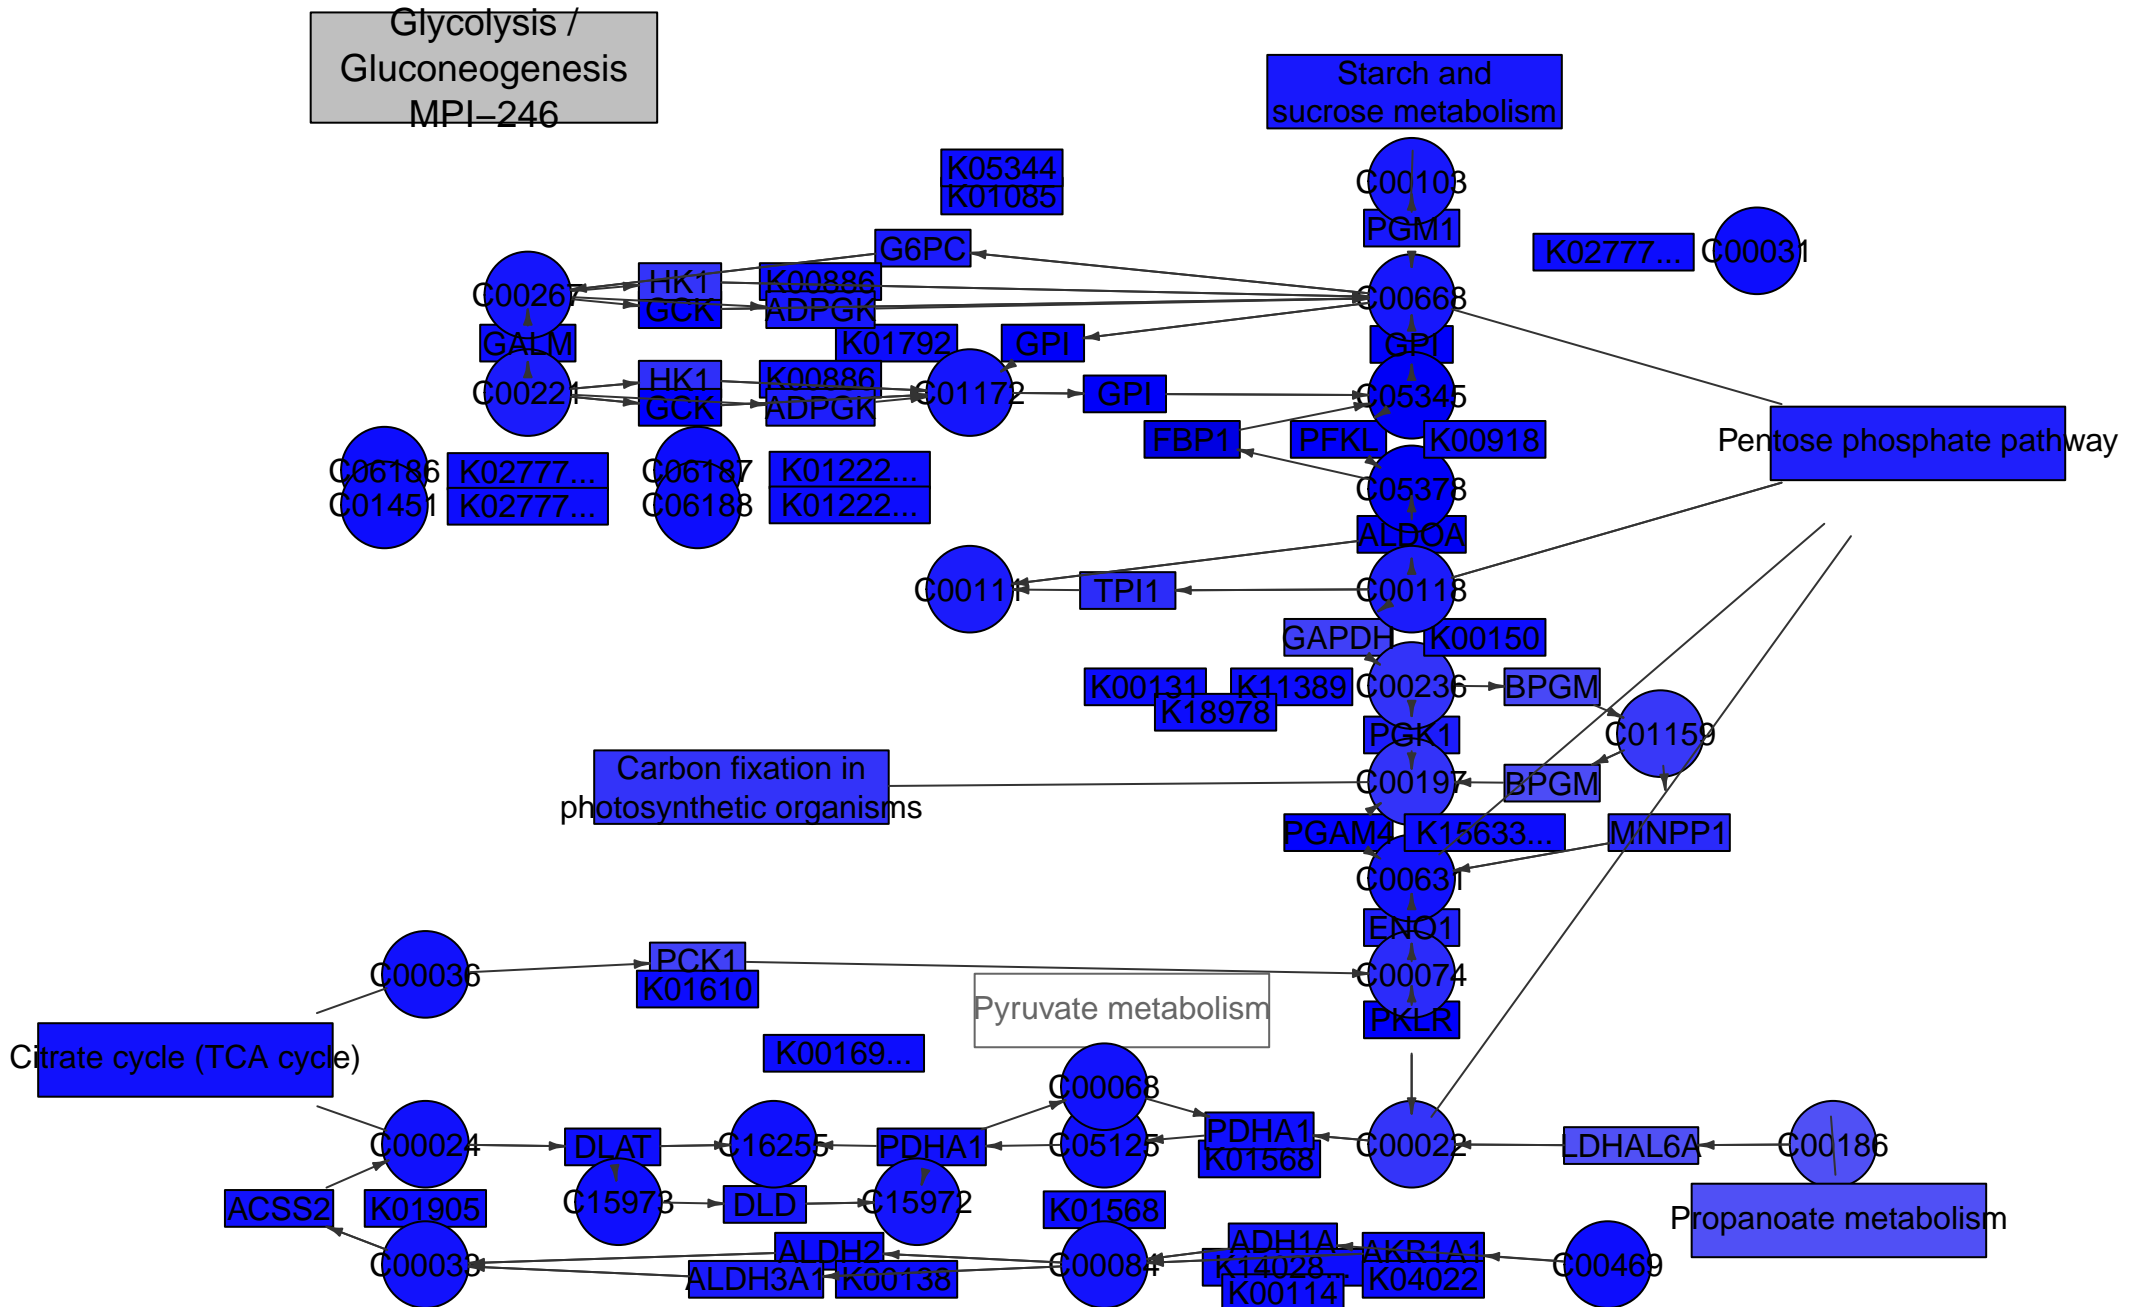 Glycolysis /
Gluconeogenesis
MPI−246
Starch and
sucrose metabolism
K05344
K01085
C00103
PGM1
G6PC
K02777...
C00031
C00267
HK1
K00886
GCK
ADPGK
C00668
GALM
K01792
GPI
GPI
C00221
HK1
K00886
GCK
ADPGK
C01172
GPI
C05345
FBP1
PFKL
K00918
Pentose phosphate pathway
C06186
K02777...
C06187
K01222...
C01451
K02777...
C06188
K01222...
C05378
ALDOA
C00111
TPI1
C00118
GAPDH
K00150
K00131
K11389
K18978
C00236
BPGM
PGK1
C01159
Carbon fixation in
photosynthetic organisms
C00197
BPGM
PGAM4
K15633...
MINPP1
C00631
ENO1
C00036
PCK1
K01610
C00074
Pyruvate metabolism
PKLR
Citrate cycle (TCA cycle)
K00169...
C00068
C00024
DLAT
C16255
PDHA1
C05125
PDHA1
K01568
C00022
LDHAL6A
C00186
ACSS2
K01905
C15973
DLD
C15972
K01568
Propanoate metabolism
C00033
ALDH2
ALDH3A1
K00138
C00084
ADH1A
K14028...
K00114
AKR1A1
K04022
C00469